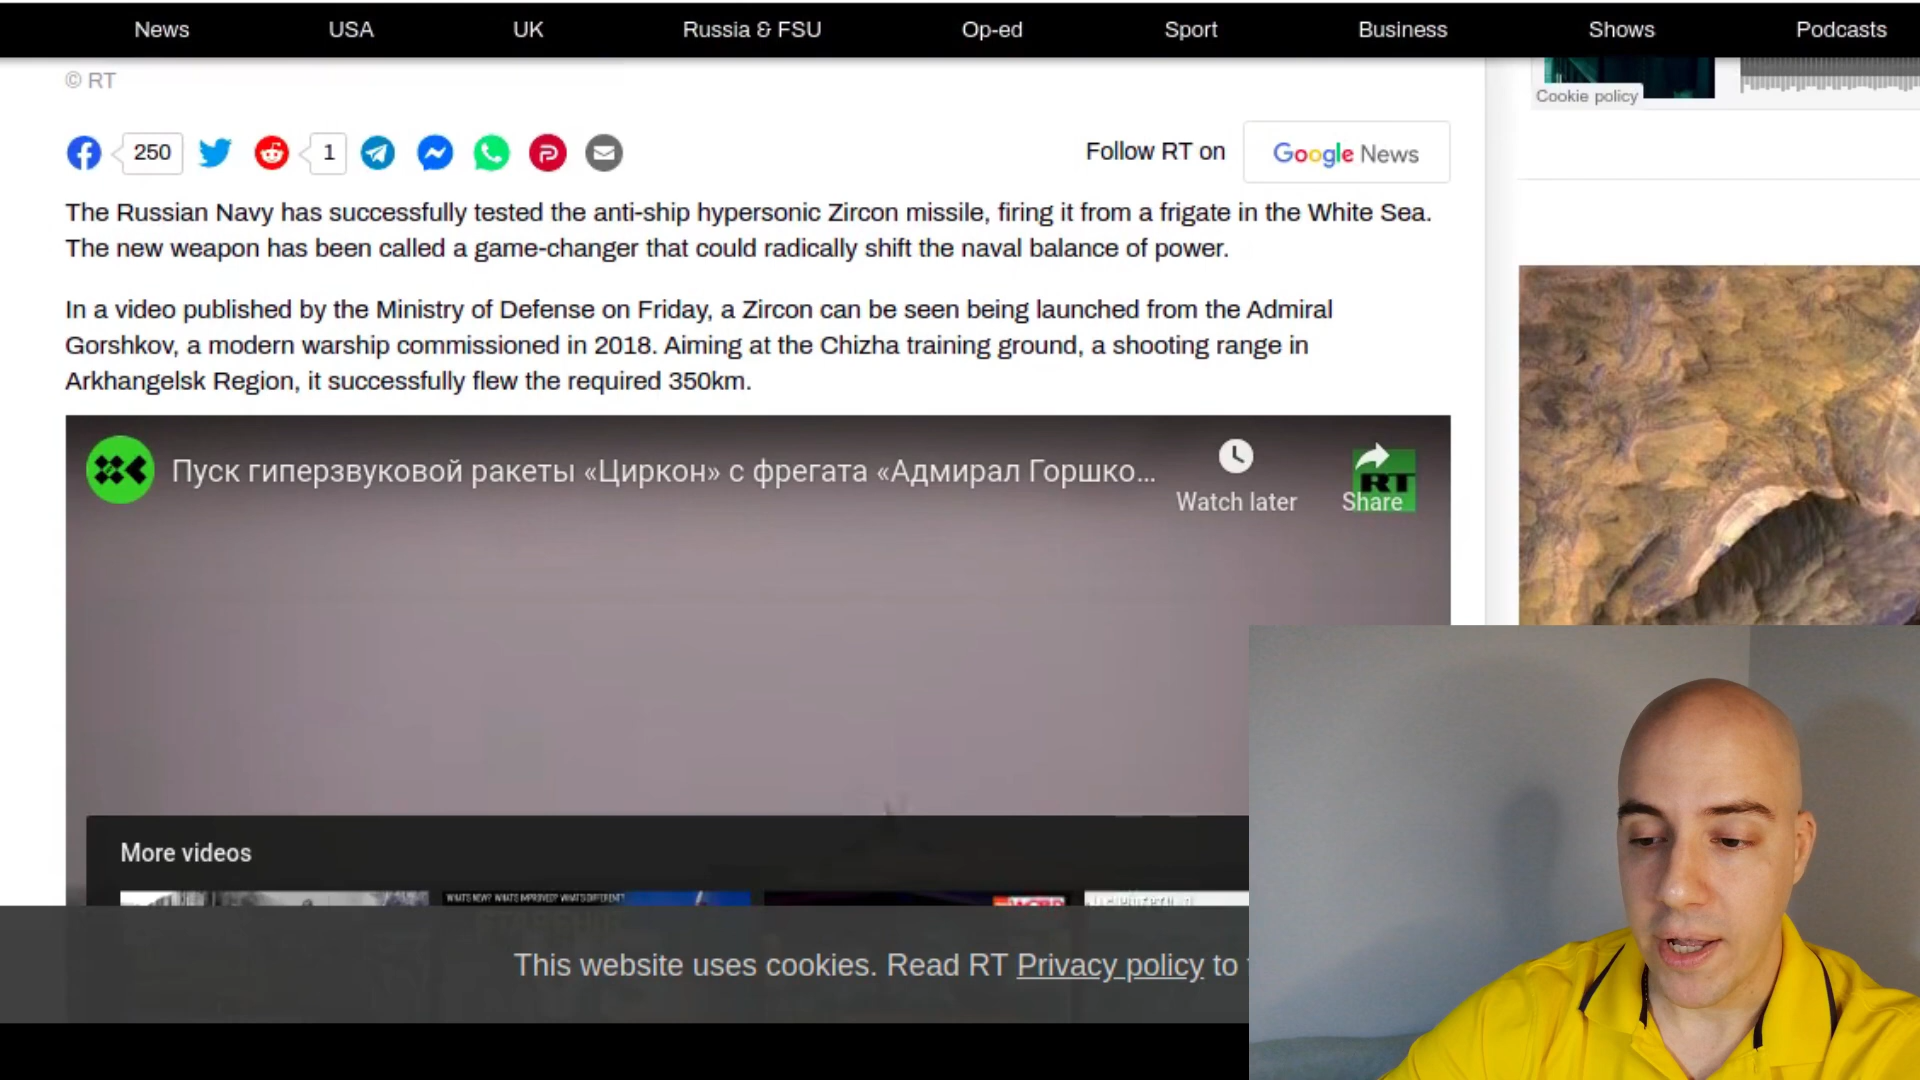 News USA UK Russia & FSU Op-ed Sport Business Shows Podcasts
© RT
Cookie policy
250 1 Follow RT on Google News
The Russian Navy has successfully tested the anti-ship hypersonic Zircon missile, firing it from a frigate in the White Sea.
The new weapon has been called a game-changer that could radically shift the naval balance of power.
In a video published by the Ministry of Defense on Friday, a Zircon can be seen being launched from the Admiral
Gorshkov, a modern warship commissioned in 2018. Aiming at the Chizha training ground, a shooting range in
Arkhangelsk Region, it successfully flew the required 350km.
Пуск гиперзвуковой ракеты «Циркон» с фрегата «Адмирал Горшко...
RT
Watch later Share
More videos
WHAT'S NEW? WHAT'S IMPROVED? WHAT'S DIFFERENT?
This website uses cookies. Read RT Privacy policy to